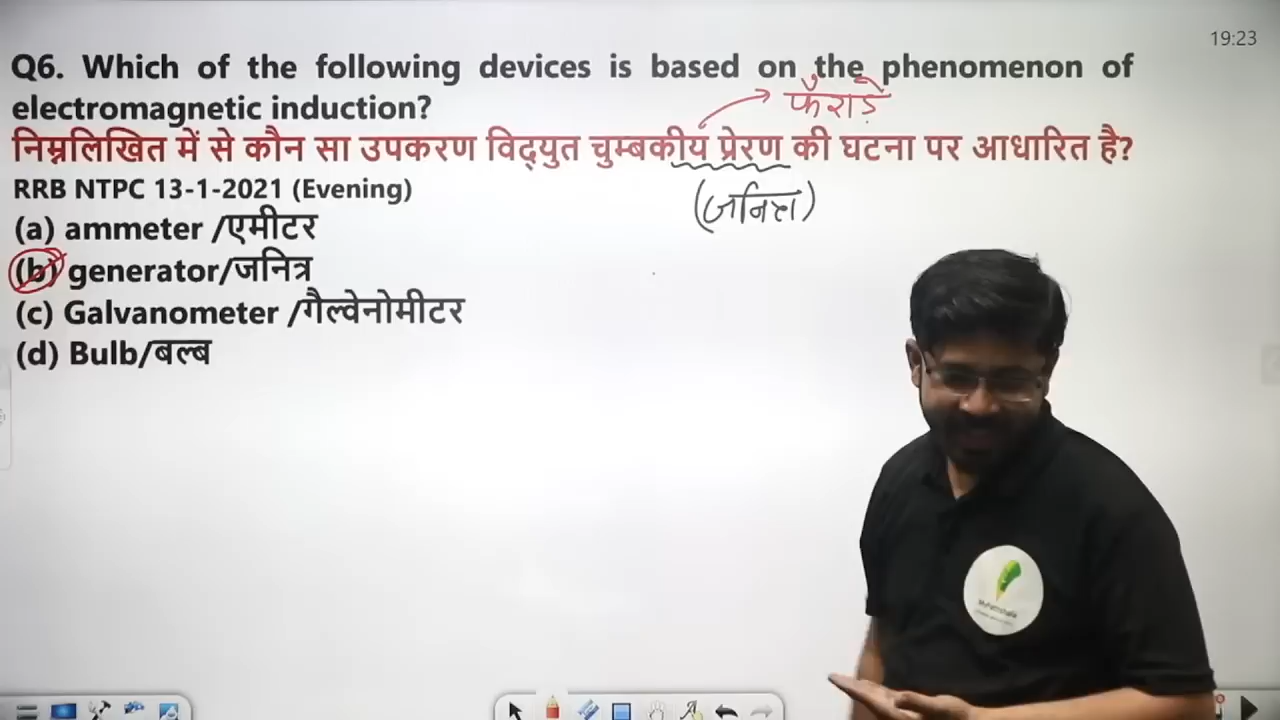 19:23
Q6. Which of the following devices is based on the phenomenon of
electromagnetic induction?
फैराडे
निम्नलिखित में से कौन सा उपकरण विद्युत चुम्बकीय प्रेरण की घटना पर आधारित है?
RRB NTPC 13-1-2021 (Evening)
(जनित्र)
(a) ammeter /एमीटर
(b) generator/जनित्र
(c) Galvanometer /गैल्वेनोमीटर
(d) Bulb/बल्ब